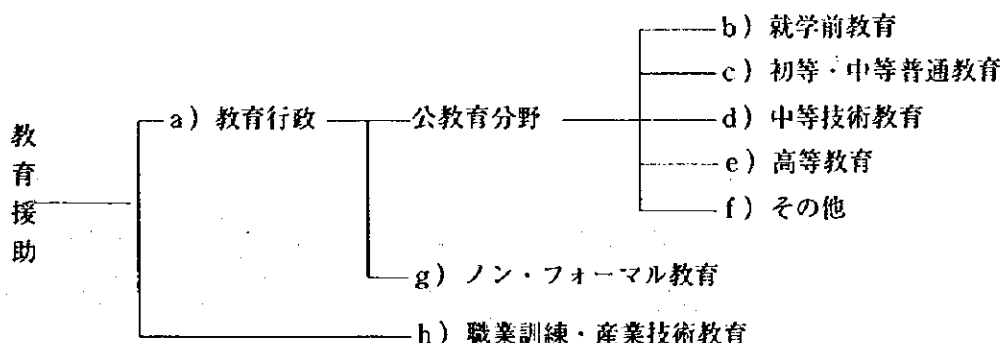 教育援助
a) 教育行政
公教育分野
b) 就学前教育
c) 初等・中等普通教育
d) 中等技術教育
e) 高等教育
f) その他
g) ノン・フォーマル教育
h) 職業訓練・産業技術教育